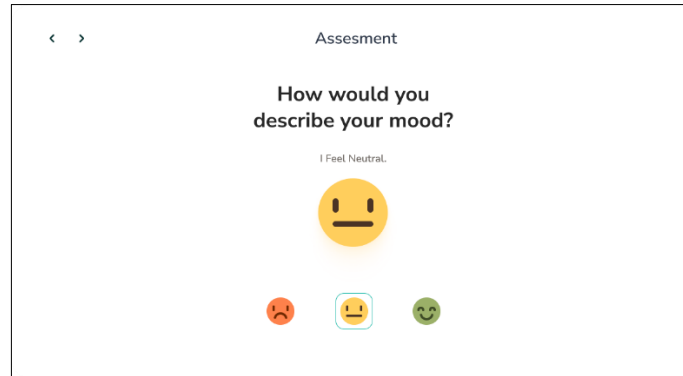 Assesment
How would you
describe your mood?
I Feel Neutral.